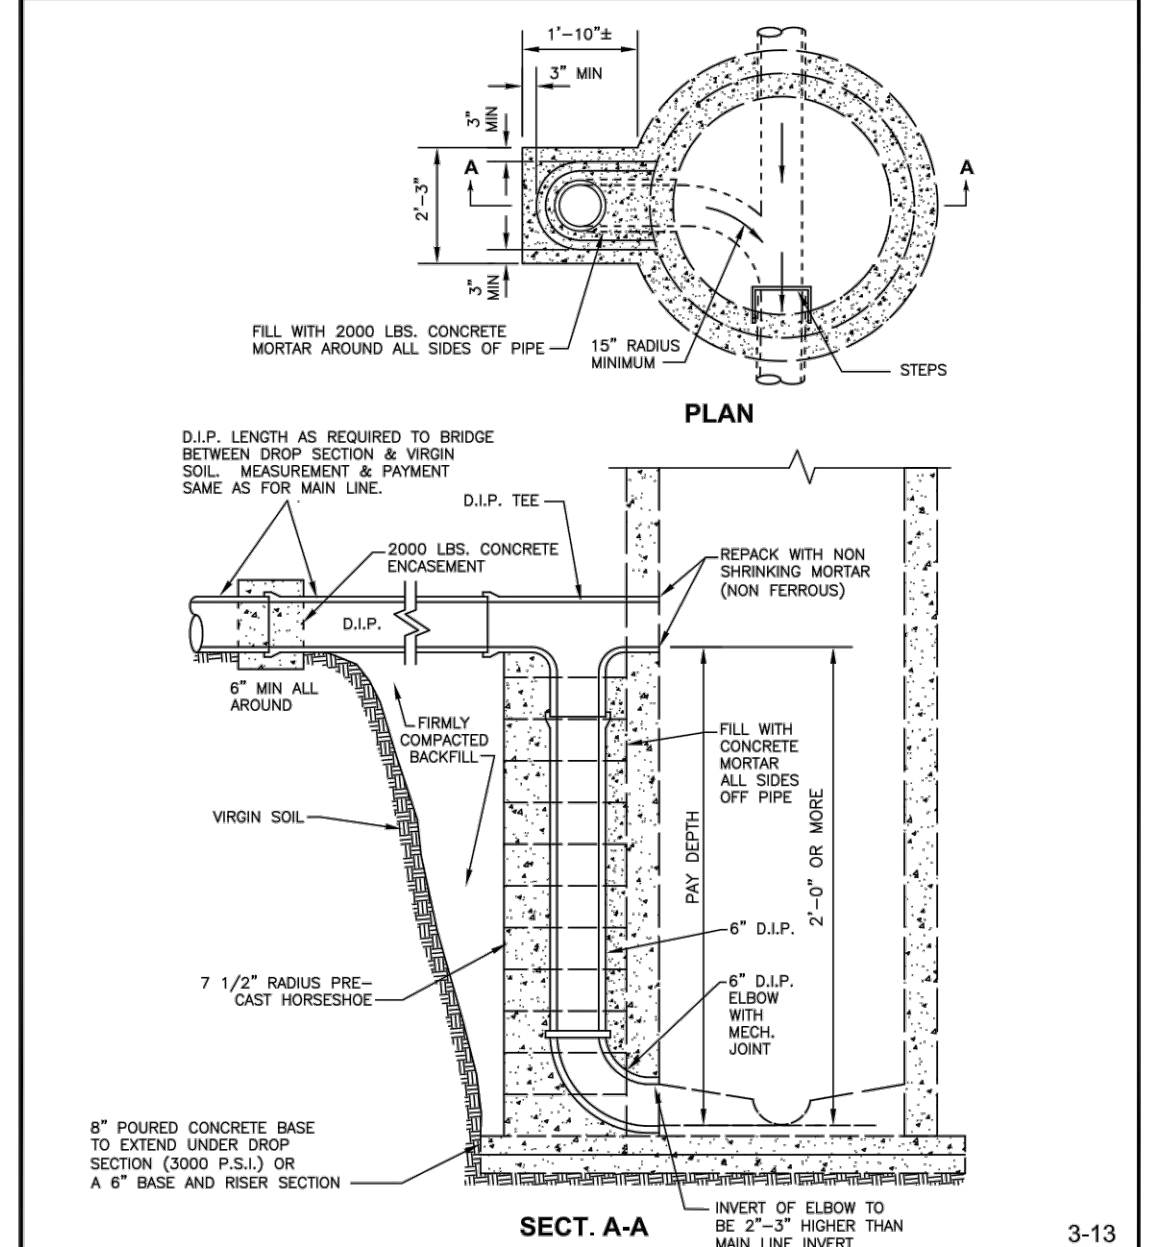 1'-10"±
3" MIN
3"
MIN
A
A
2'-3"
3"
MIN
FILL WITH 2000 LBS. CONCRETE
MORTAR AROUND ALL SIDES OF PIPE
15" RADIUS
MINIMUM
STEPS
PLAN
D.I.P. LENGTH AS REQUIRED TO BRIDGE
BETWEEN DROP SECTION & VIRGIN
SOIL. MEASUREMENT & PAYMENT
SAME AS FOR MAIN LINE.
D.I.P. TEE
2000 LBS. CONCRETE
ENCASEMENT
REPACK WITH NON
SHRINKING MORTAR
(NON FERROUS)
D.I.P.
6" MIN ALL
AROUND
FIRMLY
COMPACTED
BACKFILL
FILL WITH
CONCRETE
MORTAR
ALL SIDES
OFF PIPE
VIRGIN SOIL
PAY DEPTH
2'-0" OR MORE
6" D.I.P.
7 1/2" RADIUS PRE-
CAST HORSESHOE
6" D.I.P.
ELBOW
WITH
MECH.
JOINT
8" POURED CONCRETE BASE
TO EXTEND UNDER DROP
SECTION (3000 P.S.I.) OR
A 6" BASE AND RISER SECTION
INVERT OF ELBOW TO
BE 2"-3" HIGHER THAN
MAIN LINE INVERT
SECT. A-A
3-13